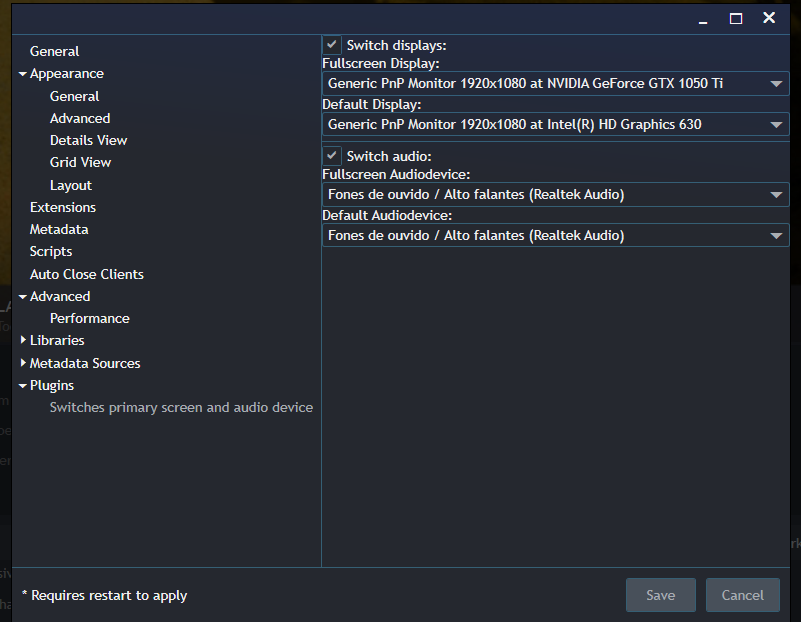 General
Appearance
General
Advanced
Details View
Grid View
Layout
Extensions
Metadata
Scripts
Auto Close Clients
Advanced
Performance
Libraries
Metadata Sources
Plugins
Switches primary screen and audio device
Switch displays:
Fullscreen Display:
Generic PnP Monitor 1920x1080 at NVIDIA GeForce GTX 1050 Ti
Default Display:
Generic PnP Monitor 1920x1080 at Intel(R) HD Graphics 630
Switch audio:
Fullscreen Audiodevice:
Fones de ouvido / Alto falantes (Realtek Audio)
Default Audiodevice:
Fones de ouvido / Alto falantes (Realtek Audio)
* Requires restart to apply
Save
Cancel